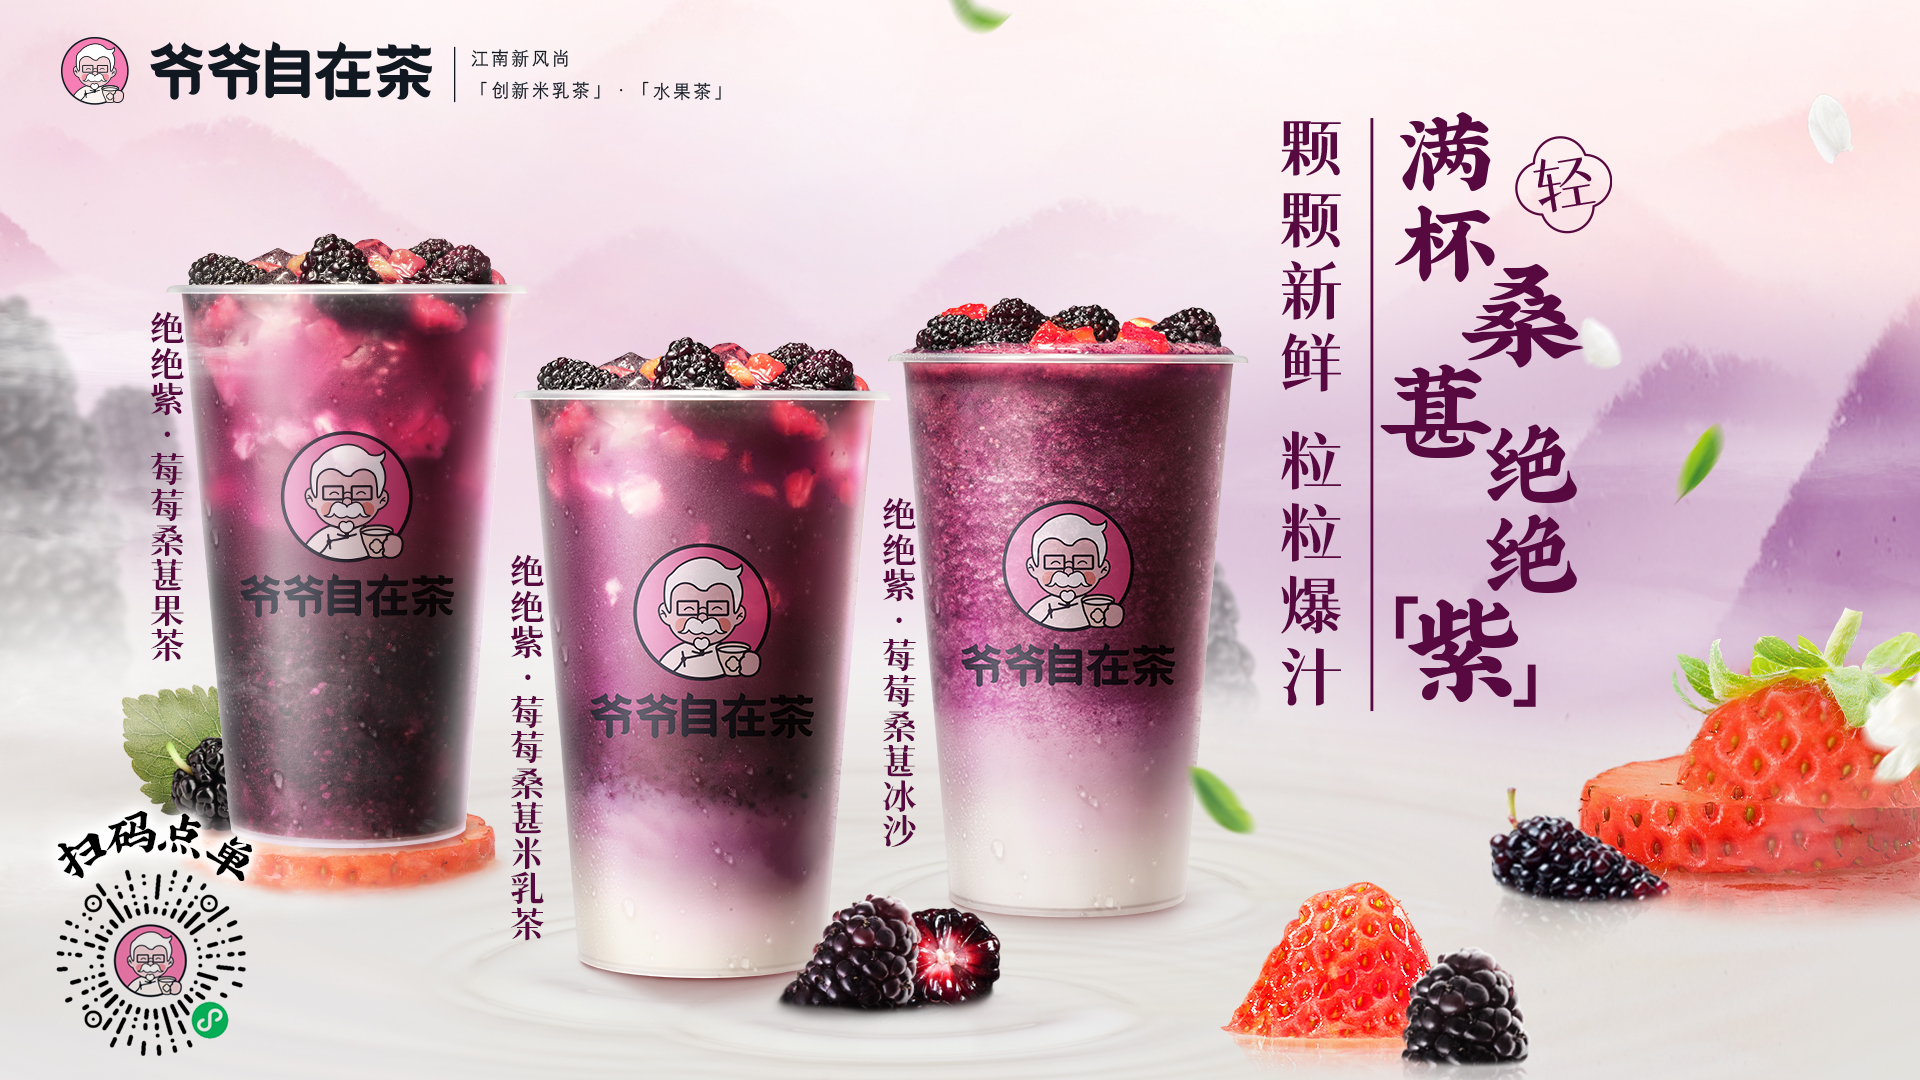 爷爷自在茶
江南新风尚
「创新米乳茶」·「水果茶」
轻
满杯桑葚绝绝「紫」
颗颗新鲜 粒粒爆汁
绝绝紫·莓莓桑葚果茶
爷爷自在茶
绝绝紫·莓莓桑葚米乳茶
爷爷自在茶
绝绝紫·莓莓桑葚冰沙
爷爷自在茶
扫码点单